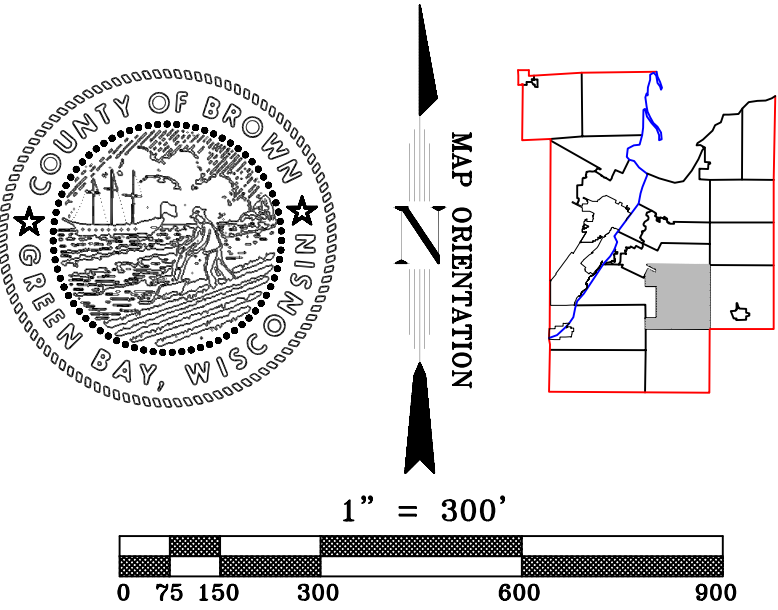 COUNTY OF BROWN
GREEN BAY, WISCONSIN
N
MAP ORIENTATION
1" = 300'
0 75 150 300 600 900